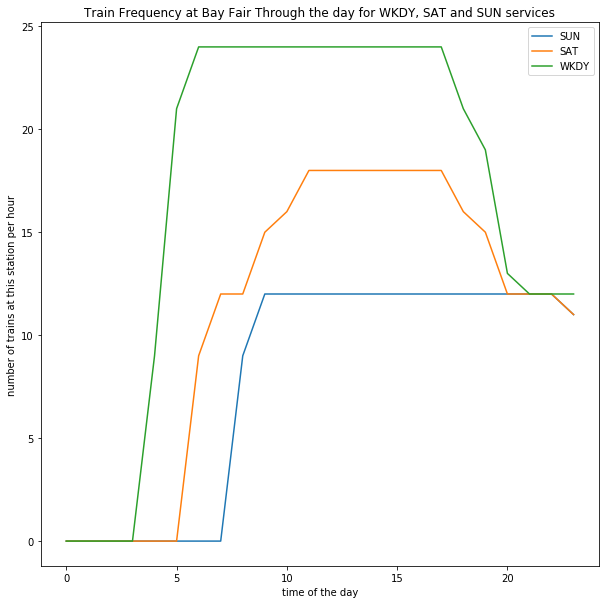 Train Frequency at Bay Fair Through the day for WKDY, SAT and SUN services
SUN
SAT
WKDY
number of trains at this station per hour
25
20
15
10
5
0
0 5 10 15 20
time of the day